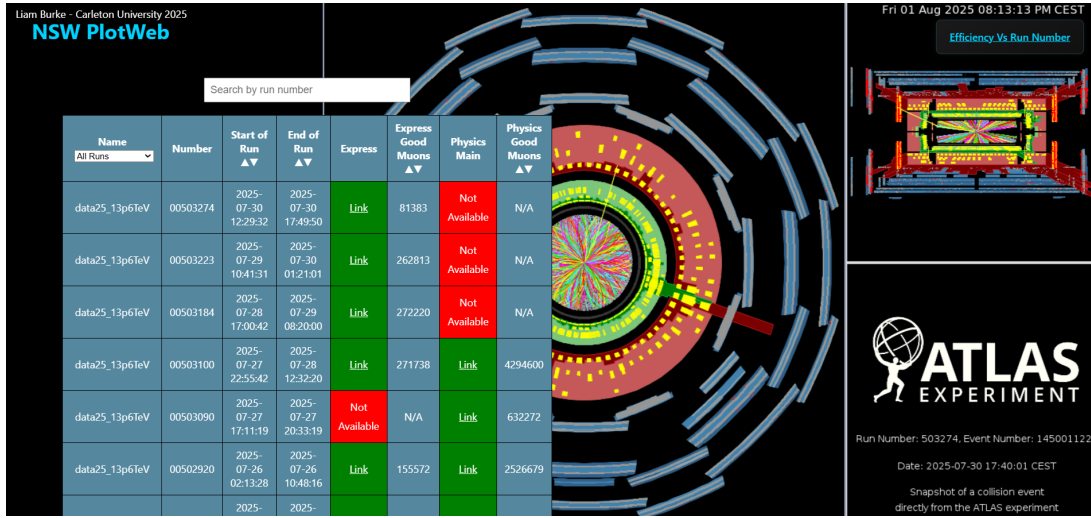 Liam Burke - Carleton University 2025
NSW PlotWeb
Fri 01 Aug 2025 08:13:13 PM CEST
Efficiency Vs Run Number
Search by run number
Name
All Runs
Number
Start of
Run
▲▼
End of
Run
▲▼
Express
Express
Good
Muons
▲▼
Physics
Main
Physics
Good
Muons
▲▼
data25_13p6TeV
00503274
2025-
07-30
12:29:32
2025-
07-30
17:49:50
Link
81383
Not
Available
N/A
data25_13p6TeV
00503223
2025-
07-29
10:41:31
2025-
07-30
01:21:01
Link
262813
Not
Available
N/A
data25_13p6TeV
00503184
2025-
07-28
17:00:42
2025-
07-29
08:20:00
Link
272220
Not
Available
N/A
data25_13p6TeV
00503100
2025-
07-27
22:55:42
2025-
07-28
12:32:20
Link
271738
Link
4294600
data25_13p6TeV
00503090
2025-
07-27
17:11:19
2025-
07-27
20:33:19
Not
Available
N/A
Link
632272
data25_13p6TeV
00502920
2025-
07-26
02:13:28
2025-
07-26
10:48:16
Link
155572
Link
2526679
2025-
2025-
ATLAS
EXPERIMENT
Run Number: 503274, Event Number: 145001122
Date: 2025-07-30 17:40:01 CEST
Snapshot of a collision event
directly from the ATLAS experiment